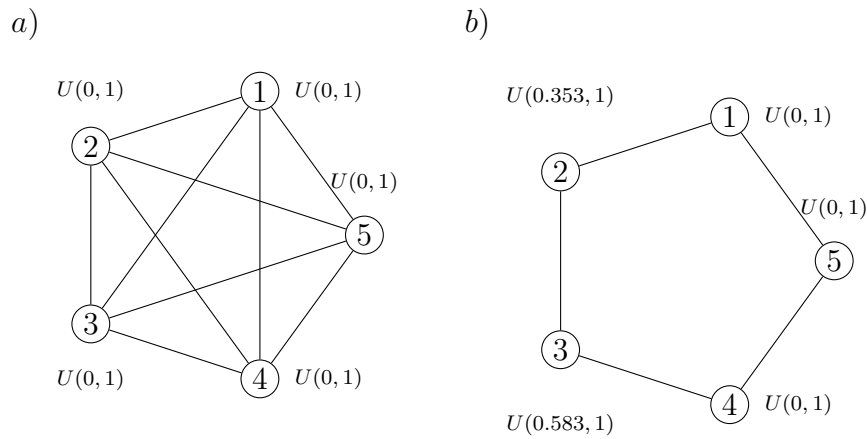 a)
U(0, 1)
1
U(0, 1)
2
U(0, 1)
5
3
U(0, 1)
4
U(0, 1)
b)
U(0.353, 1)
1
U(0, 1)
2
U(0, 1)
5
3
U(0.583, 1)
4
U(0, 1)